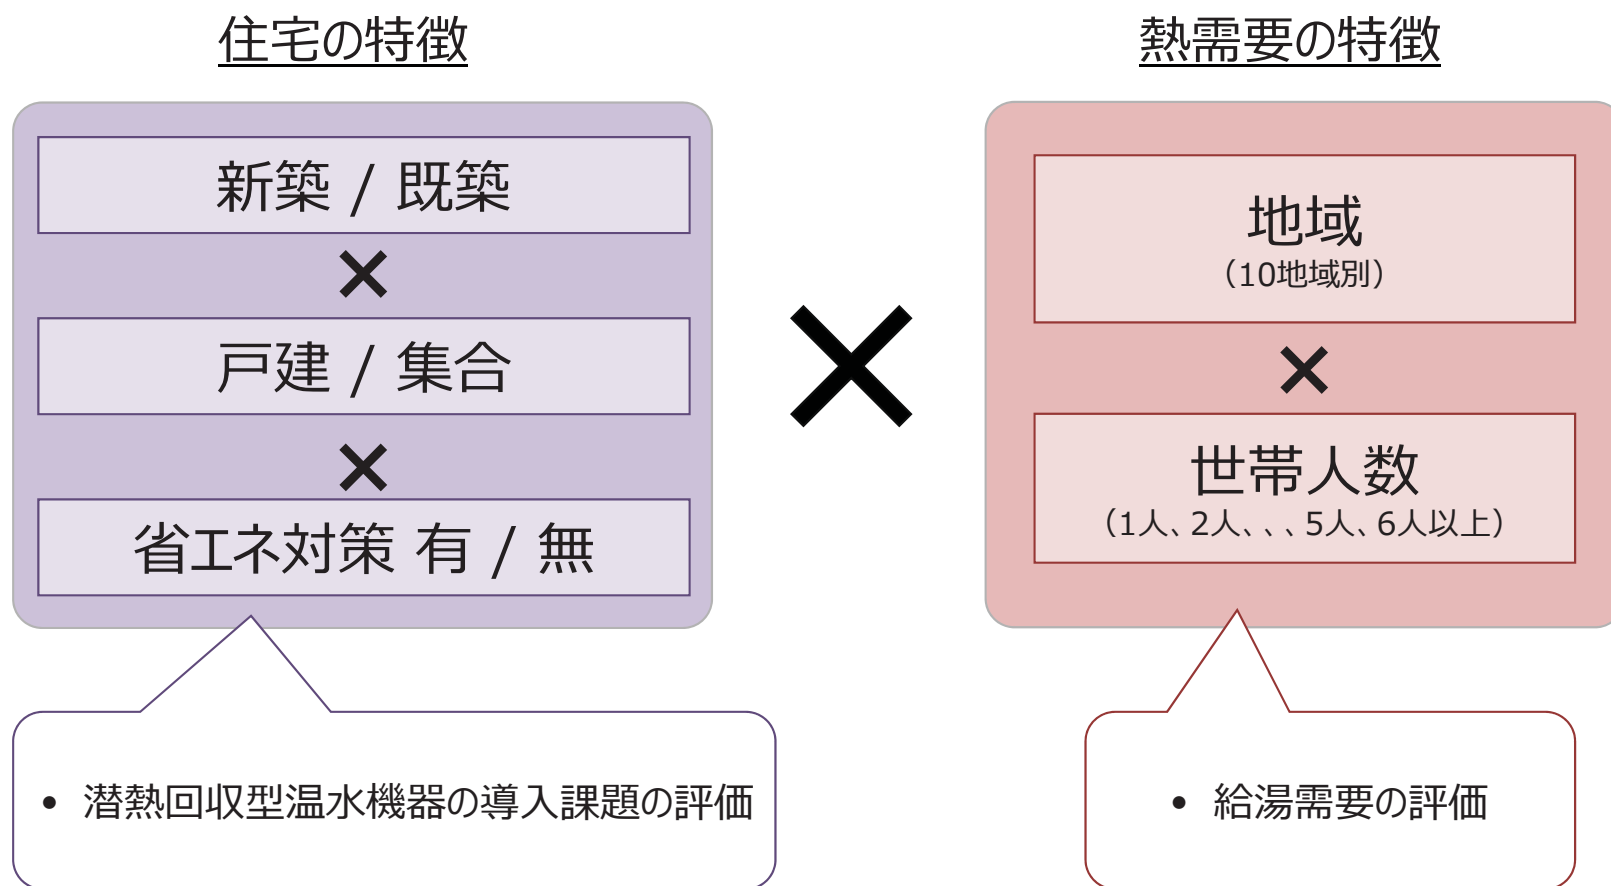 住宅の特徴
新築 / 既築
×
戸建 / 集合
×
省エネ対策 有 / 無
• 潜熱回収型温水機器の導入課題の評価
×
熱需要の特徴
地域
（10地域別）
×
世帯人数
（1人、2人、、、5人、6人以上）
• 給湯需要の評価